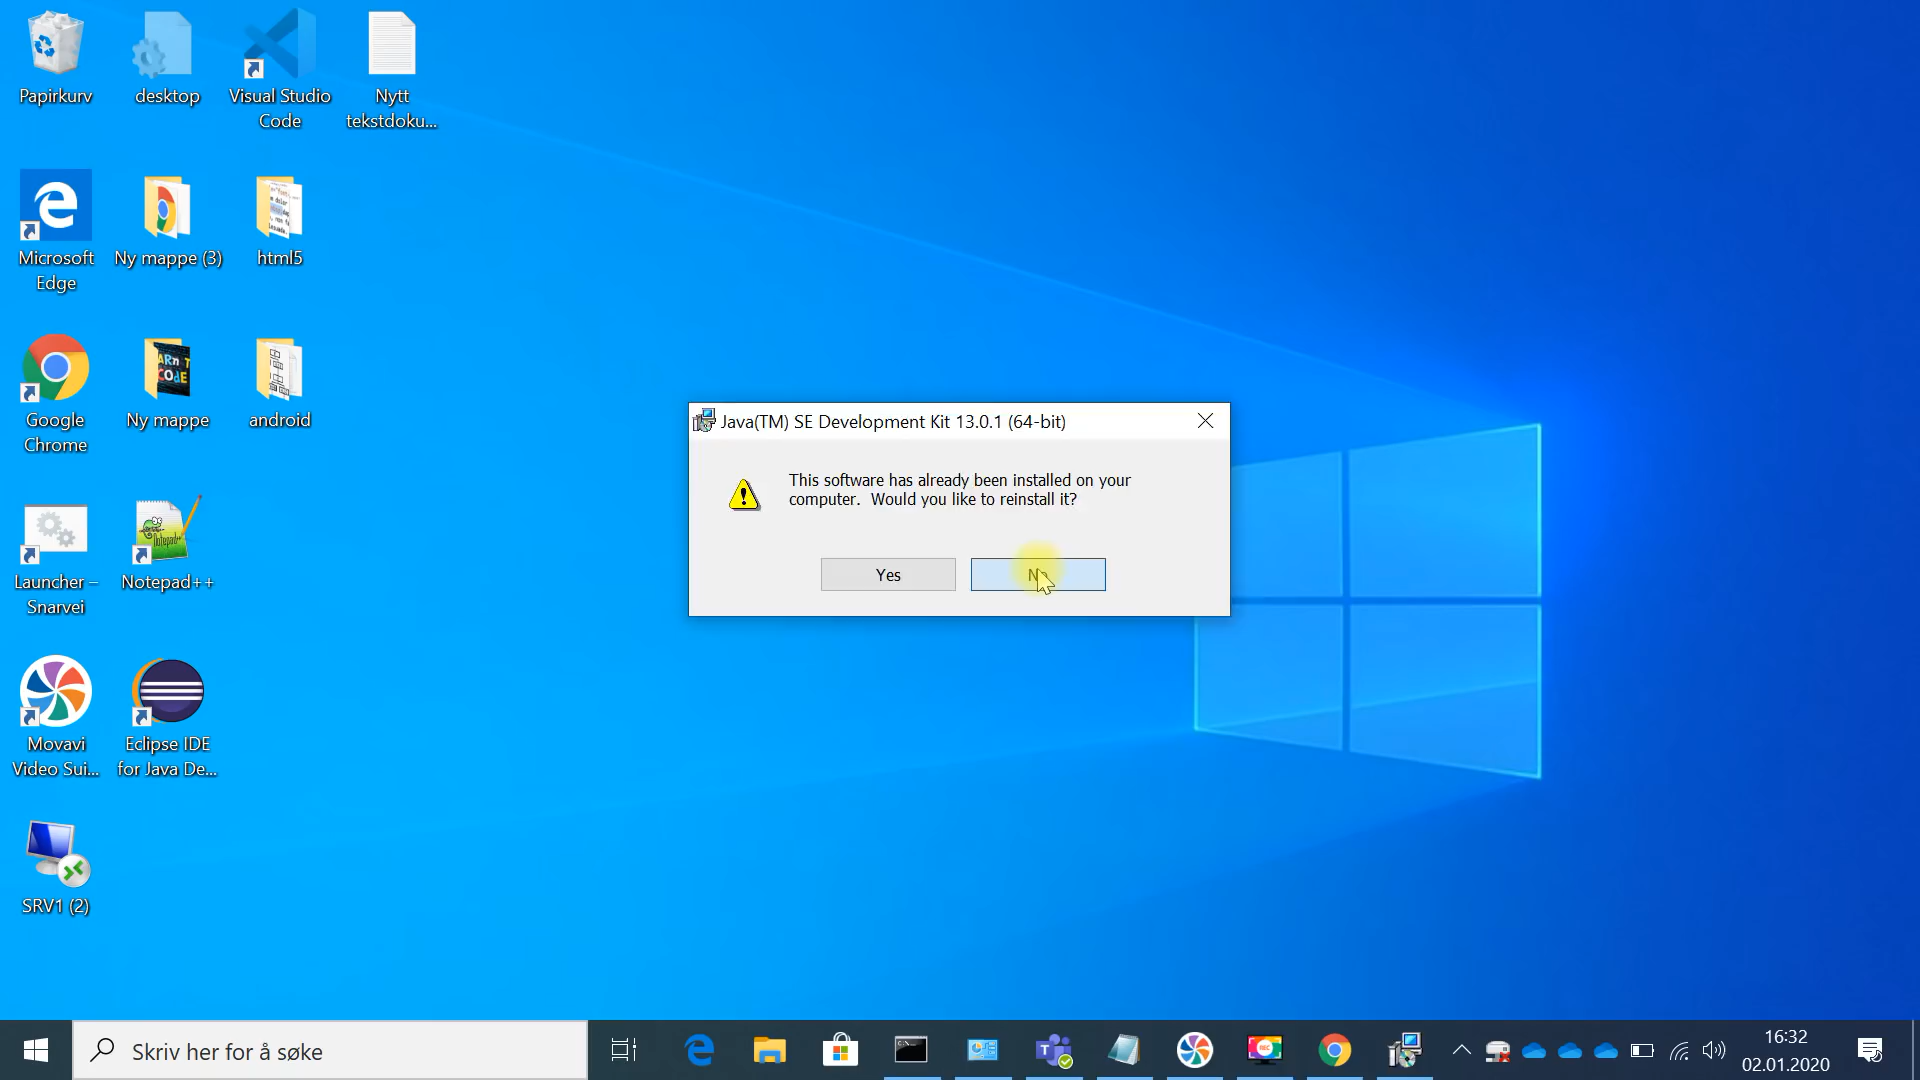 Papirkurv
desktop
Visual Studio
Code
Nytt
tekstdoku...
Microsoft
Edge
Ny mappe (3)
html5
Google
Chrome
Ny mappe
android
Launcher –
Snarvei
Notepad++
Movavi
Video Sui...
Eclipse IDE
for Java De...
SRV1 (2)
Java(TM) SE Development Kit 13.0.1 (64-bit)
This software has already been installed on your
computer. Would you like to reinstall it?
Yes
No
Skriv her for å søke
16:32
02.01.2020